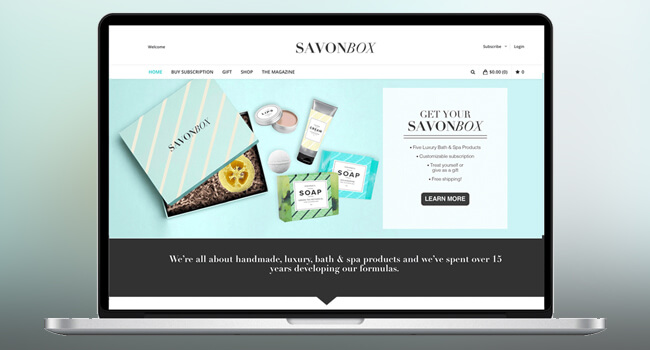 Welcome
SAVONBOX
Subscribe
Login
HOME
BUY SUBSCRIPTION
GIFT
SHOP
THE MAGAZINE
$0.00 (0)
0
SAVONBOX
CREAM
SOAP
SOAP
GET YOUR
SAVONBOX
• Five Luxury Bath & Spa Products
• Customizable subscription
• Treat yourself or
give as a gift
• Free shipping!
LEARN MORE
We're all about handmade, luxury, bath & spa products and we've spent over 15
years developing our formulas.